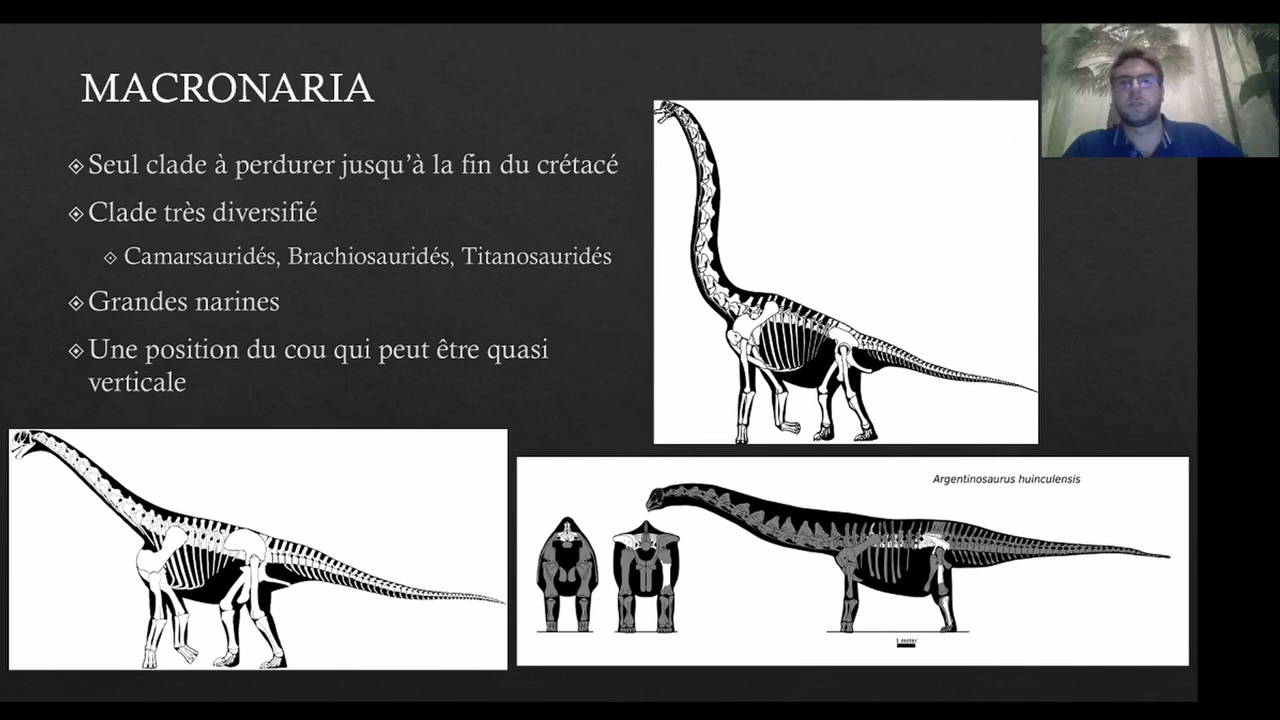 MACRONARIA
Seul clade à perdurer jusqu'à la fin du crétacé
Clade très diversifié
Camarsauridés, Brachiosauridés, Titanosauridés
Grandes narines
Une position du cou qui peut être quasi
verticale
Argentinosaurus huinculensis
1 meter